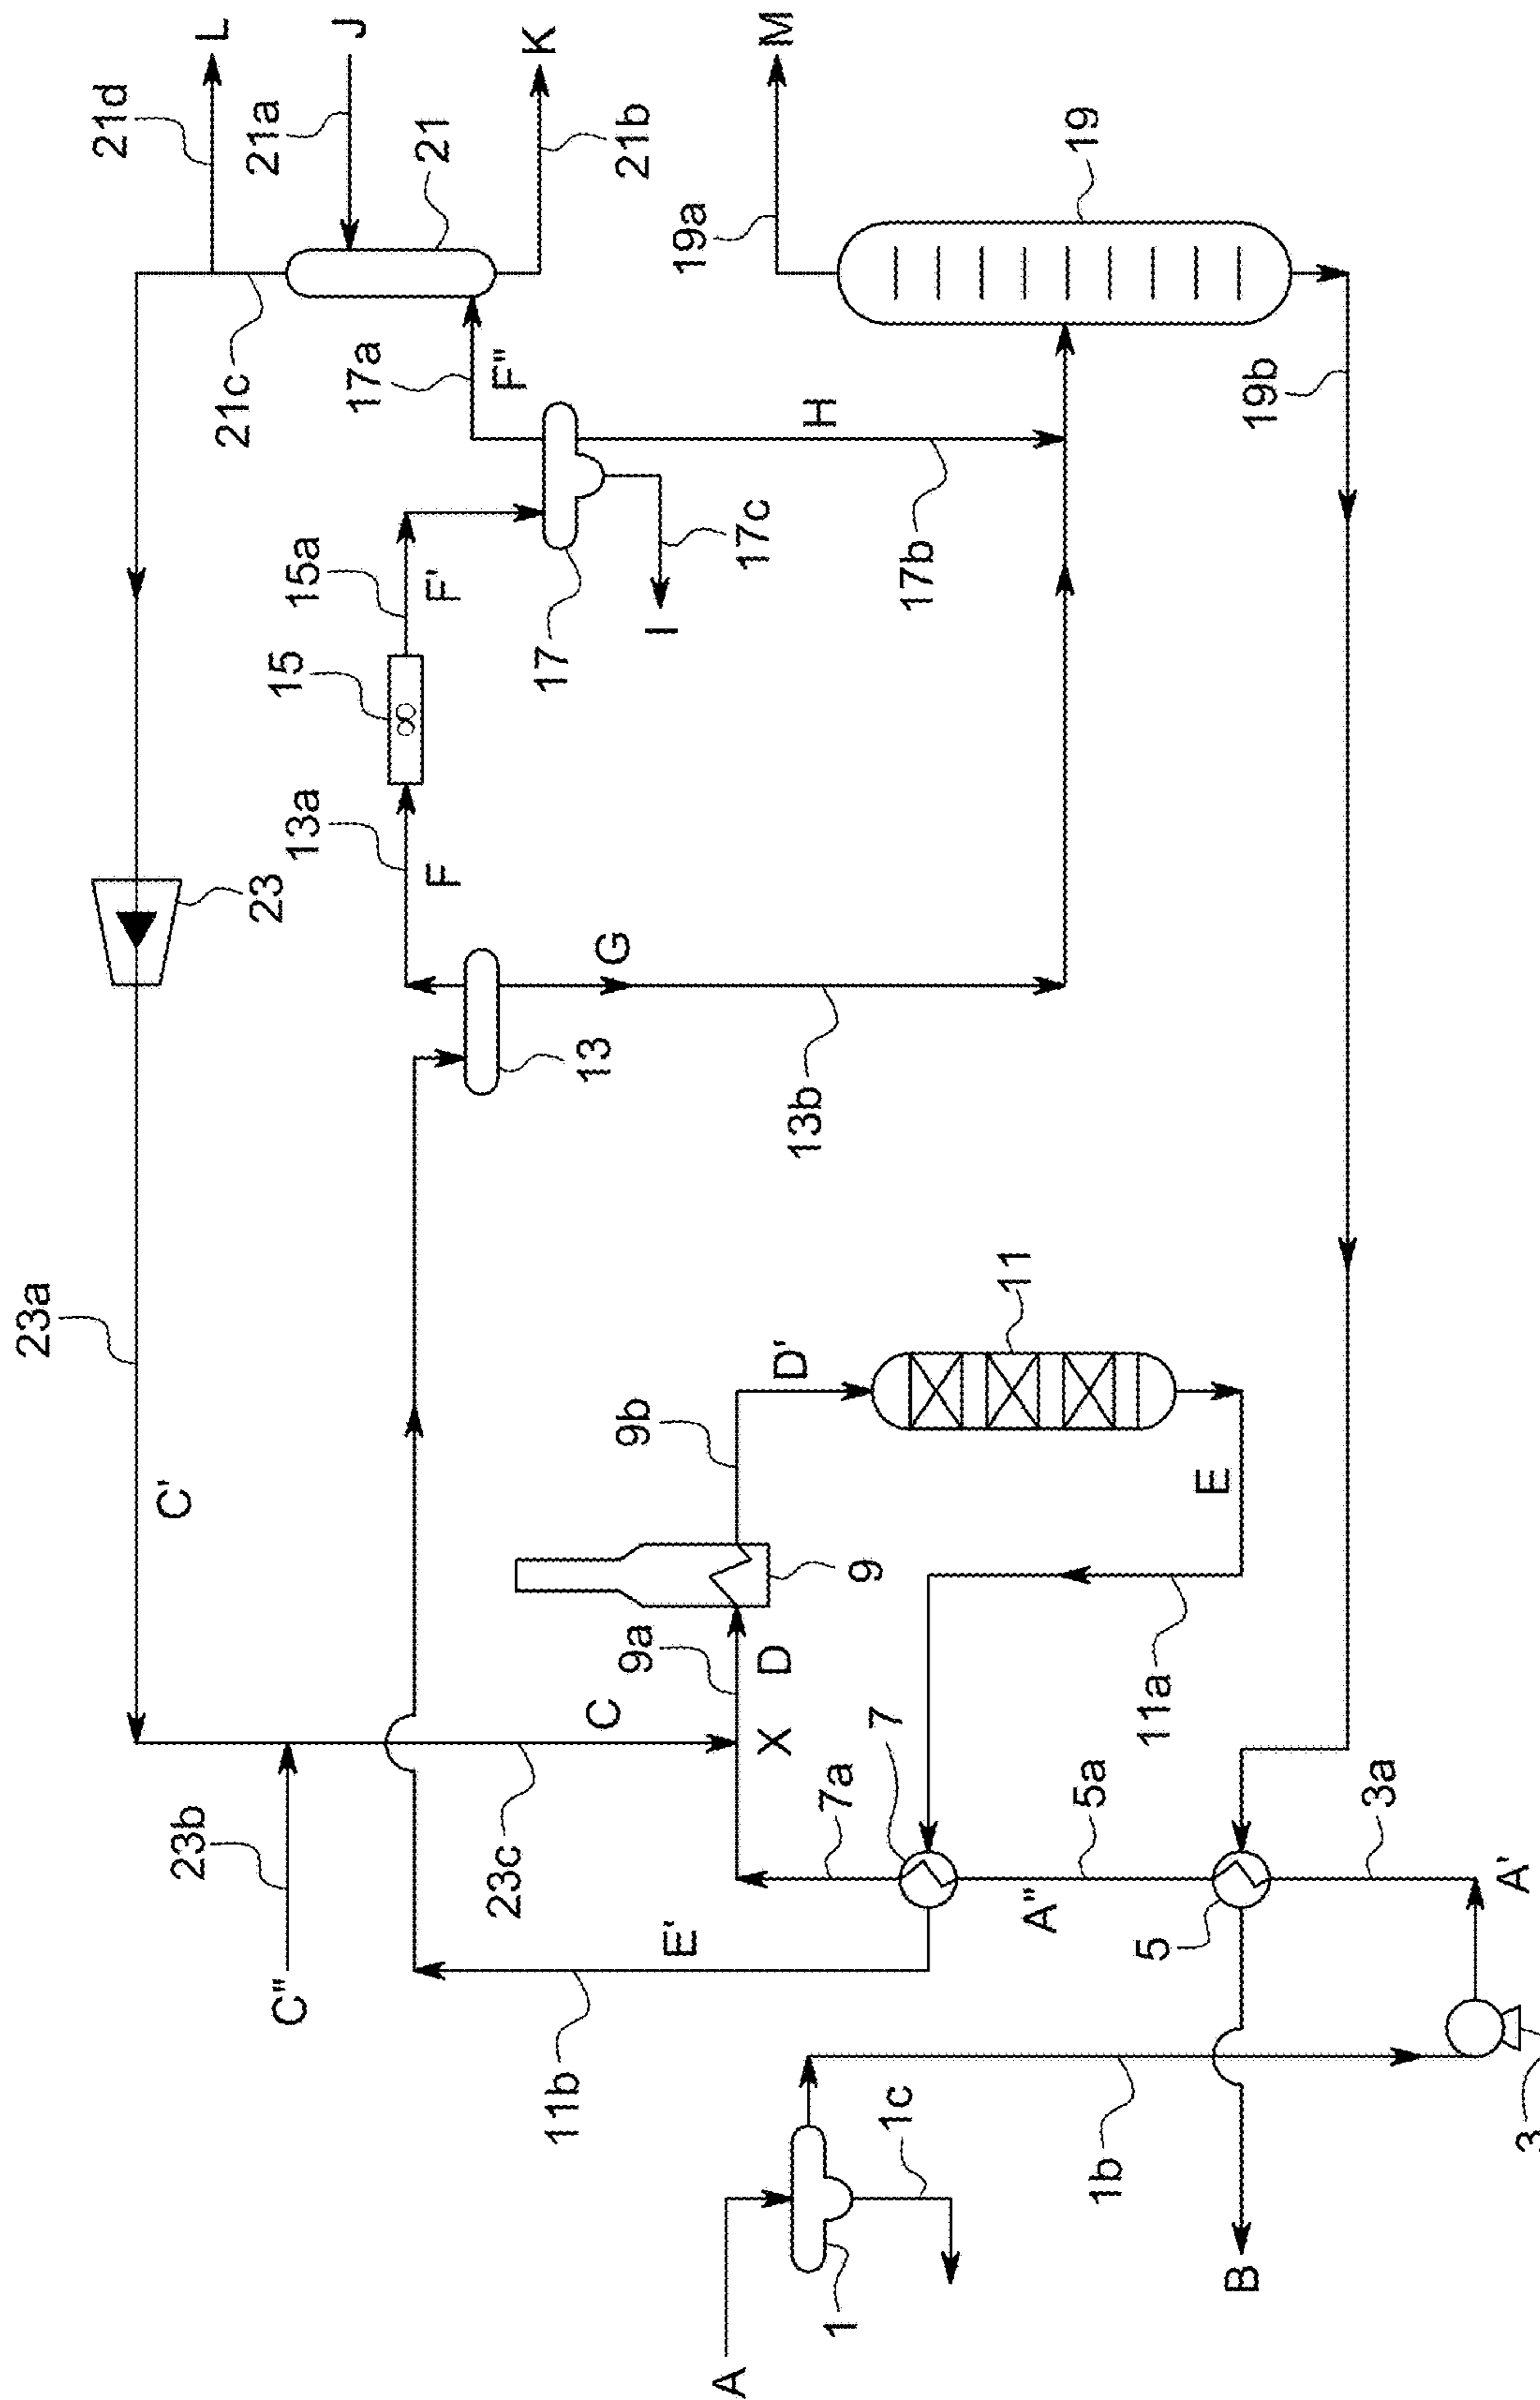 L
J
K
M
21d
21a
21
21b
19
19a
21c
17a
F"
H
19b
15a
F'
17
17c
I
17b
15
13a
F
23
G
13
13b
23a
C'
9b
D'
11
E
9
9a
D
X
C
11a
7
7a
5a
3a
23b
23c
C"
E'
A"
5
A'
11b
1c
1b
3
A
1
B